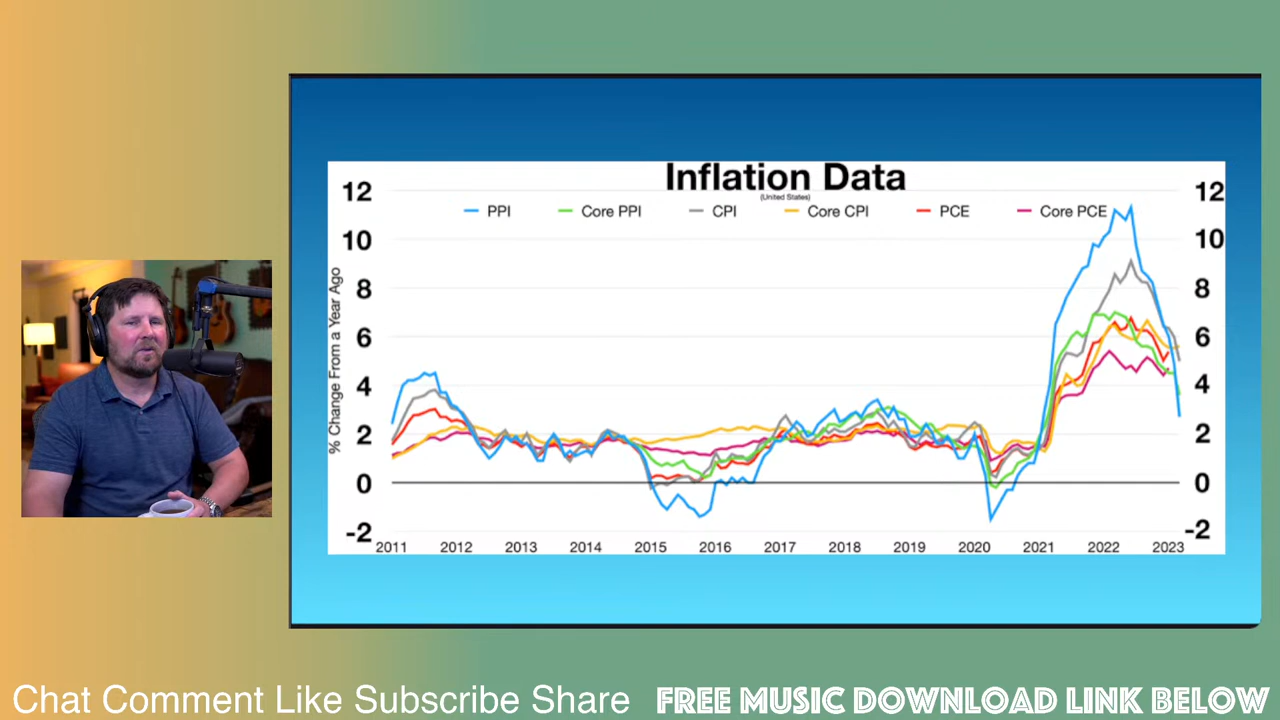 Inflation Data
(United States)
PPI Core PPI CPI Core CPI PCE Core PCE
% Change From a Year Ago
12 12
10 10
8 8
6 6
4 4
2 2
0 0
-2 -2
2011 2012 2013 2014 2015 2016 2017 2018 2019 2020 2021 2022 2023
Chat Comment Like Subscribe Share FREE MUSIC DOWNLOAD LINK BELOW